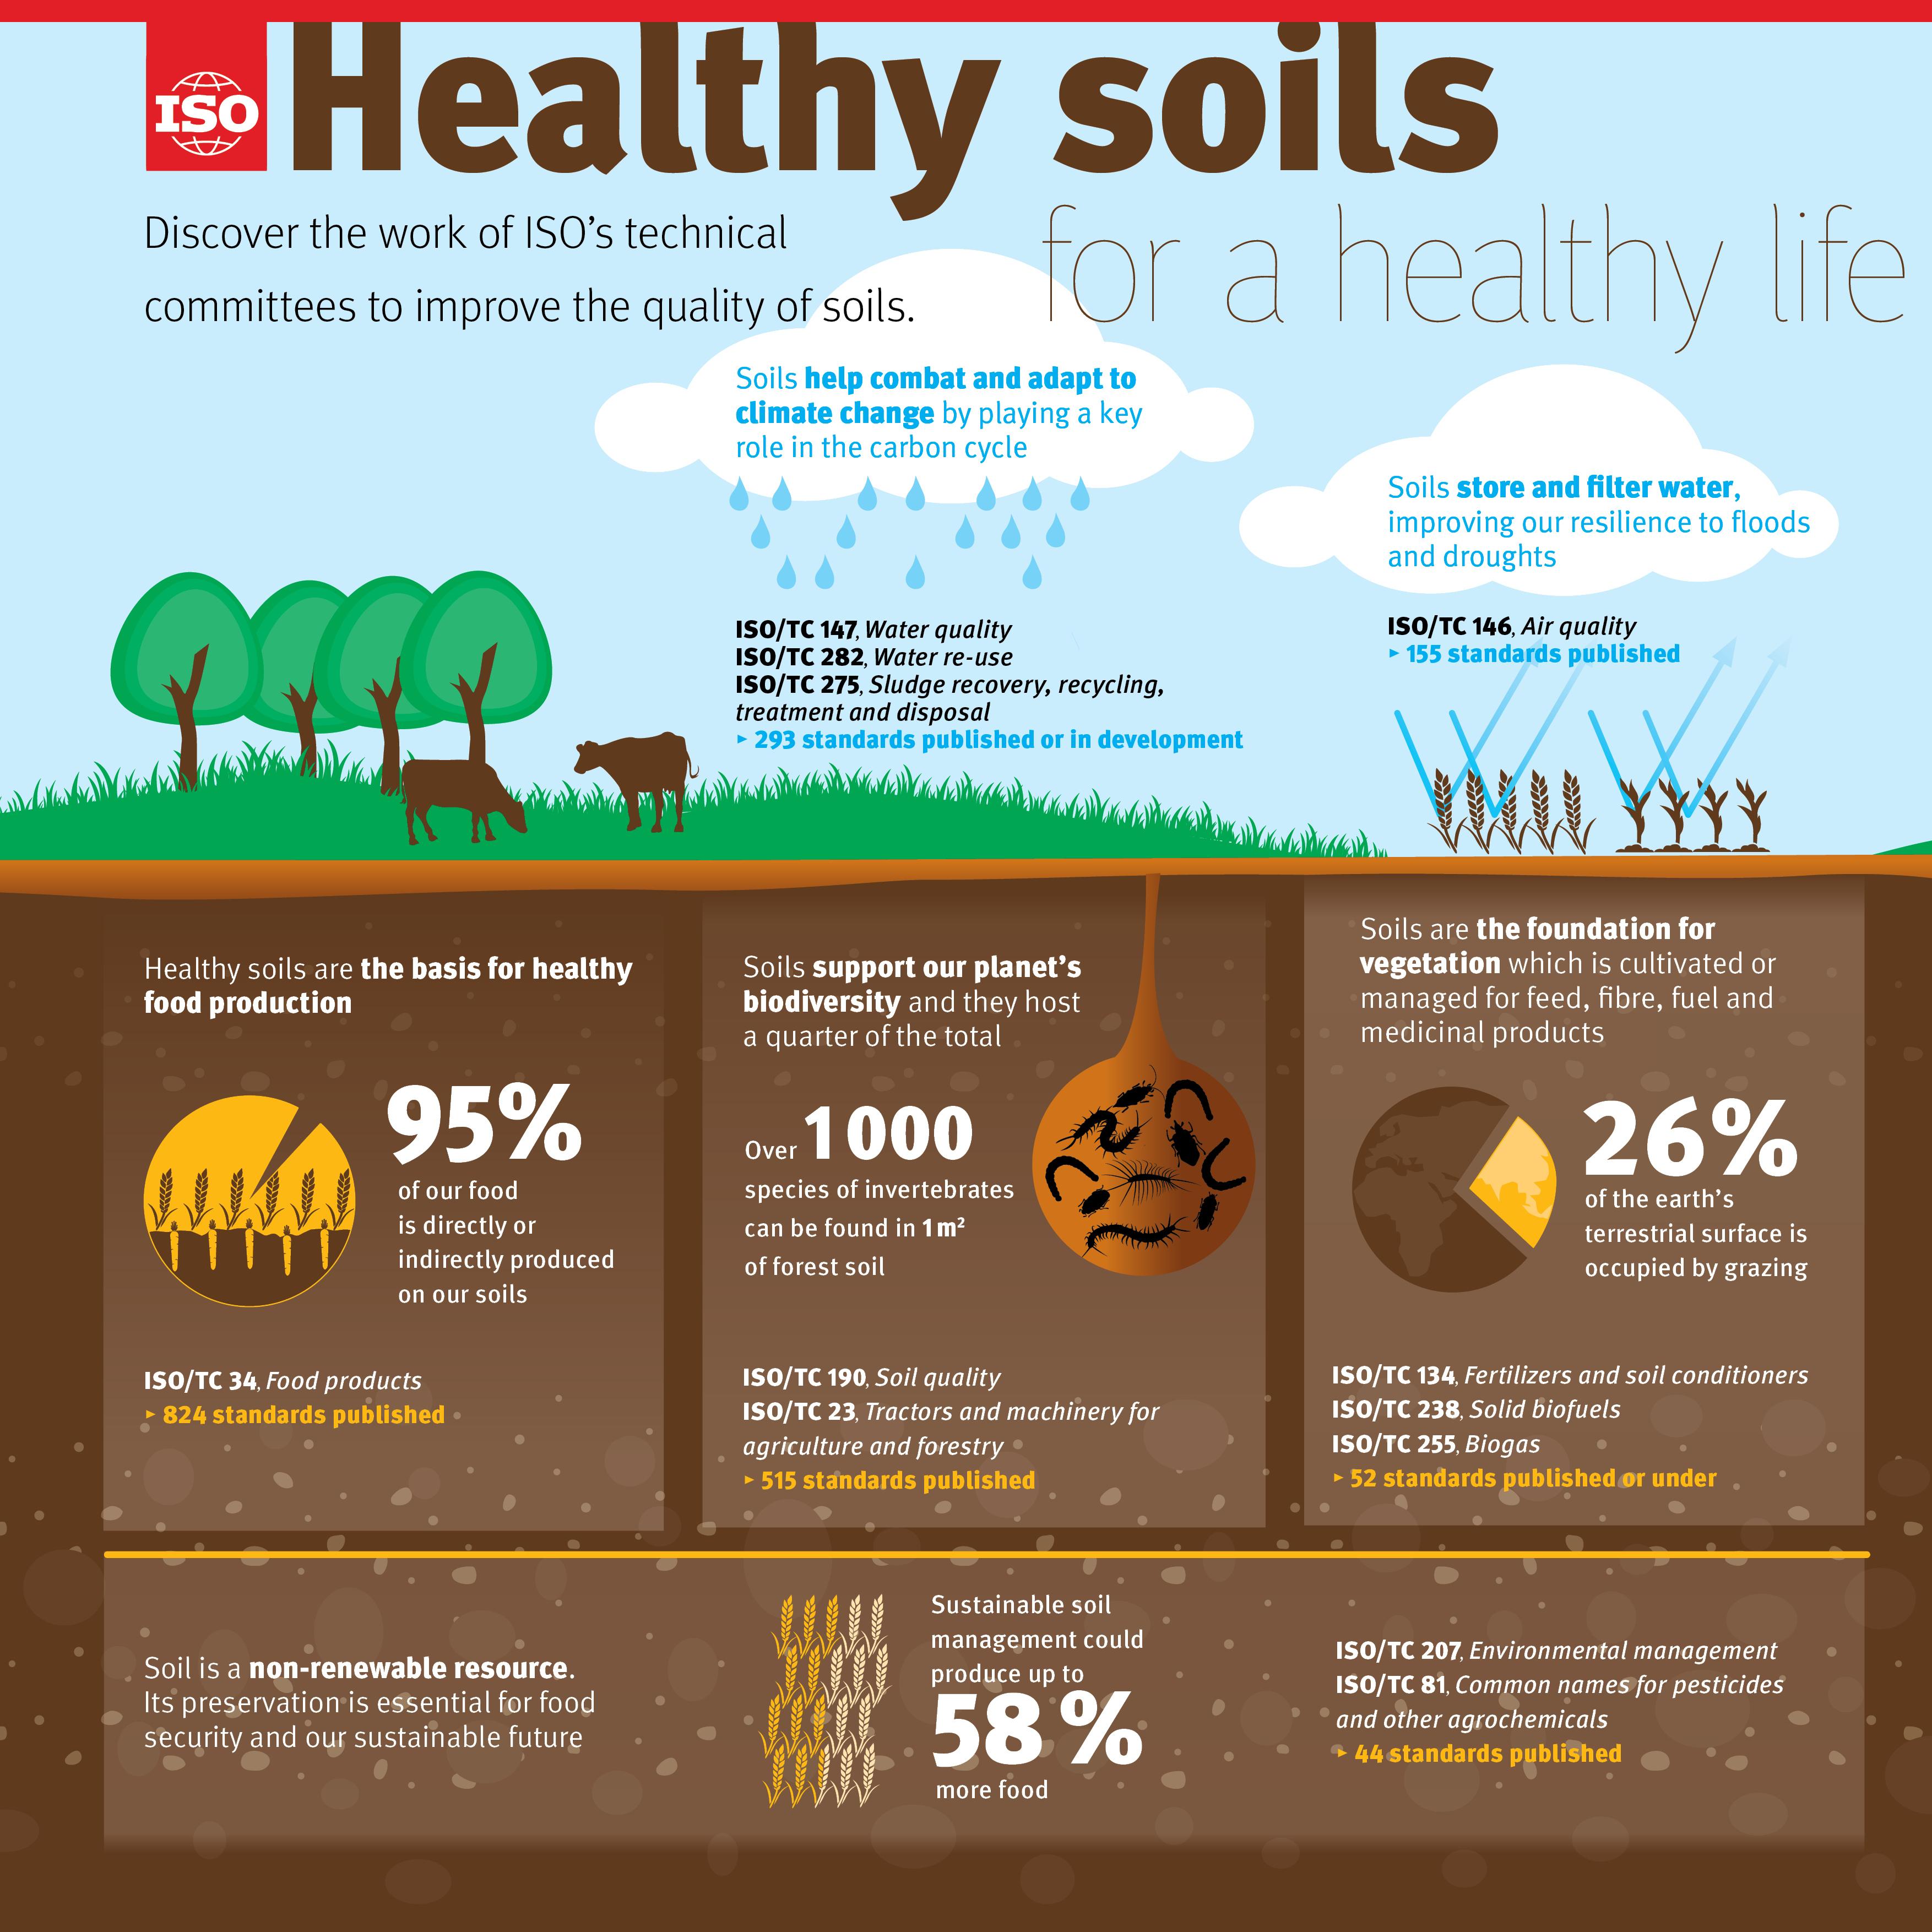 ISO
Healthy soils
for a healthy life
Discover the work of ISO’s technical
committees to improve the quality of soils.
Soils help combat and adapt to
climate change by playing a key
role in the carbon cycle
Soils store and filter water,
improving our resilience to floods
and droughts
ISO/TC 147, Water quality
ISO/TC 282, Water re-use
ISO/TC 275, Sludge recovery, recycling,
treatment and disposal
► 293 standards published or in development
ISO/TC 146, Air quality
► 155 standards published
Healthy soils are the basis for healthy
food production
95%
of our food
is directly or
indirectly produced
on our soils
ISO/TC 34, Food products
► 824 standards published
Soils support our planet’s
biodiversity and they host
a quarter of the total
Over 1 000
species of invertebrates
can be found in 1 m²
of forest soil
ISO/TC 190, Soil quality
ISO/TC 23, Tractors and machinery for
agriculture and forestry
► 515 standards published
Soils are the foundation for
vegetation which is cultivated or
managed for feed, fibre, fuel and
medicinal products
26%
of the earth’s
terrestrial surface is
occupied by grazing
ISO/TC 134, Fertilizers and soil conditioners
ISO/TC 238, Solid biofuels
ISO/TC 255, Biogas
► 52 standards published or under
Soil is a non-renewable resource.
Its preservation is essential for food
security and our sustainable future
Sustainable soil
management could
produce up to
58 %
more food
ISO/TC 207, Environmental management
ISO/TC 81, Common names for pesticides
and other agrochemicals
► 44 standards published